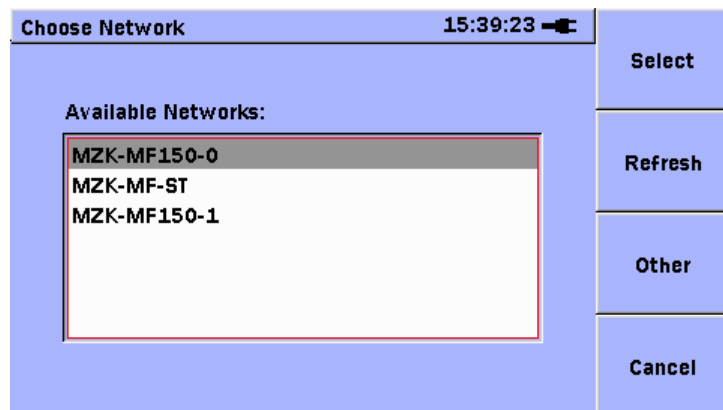 Choose Network 15:39:23
Available Networks:
MZK-MF150-0
MZK-MF-ST
MZK-MF150-1
Select
Refresh
Other
Cancel